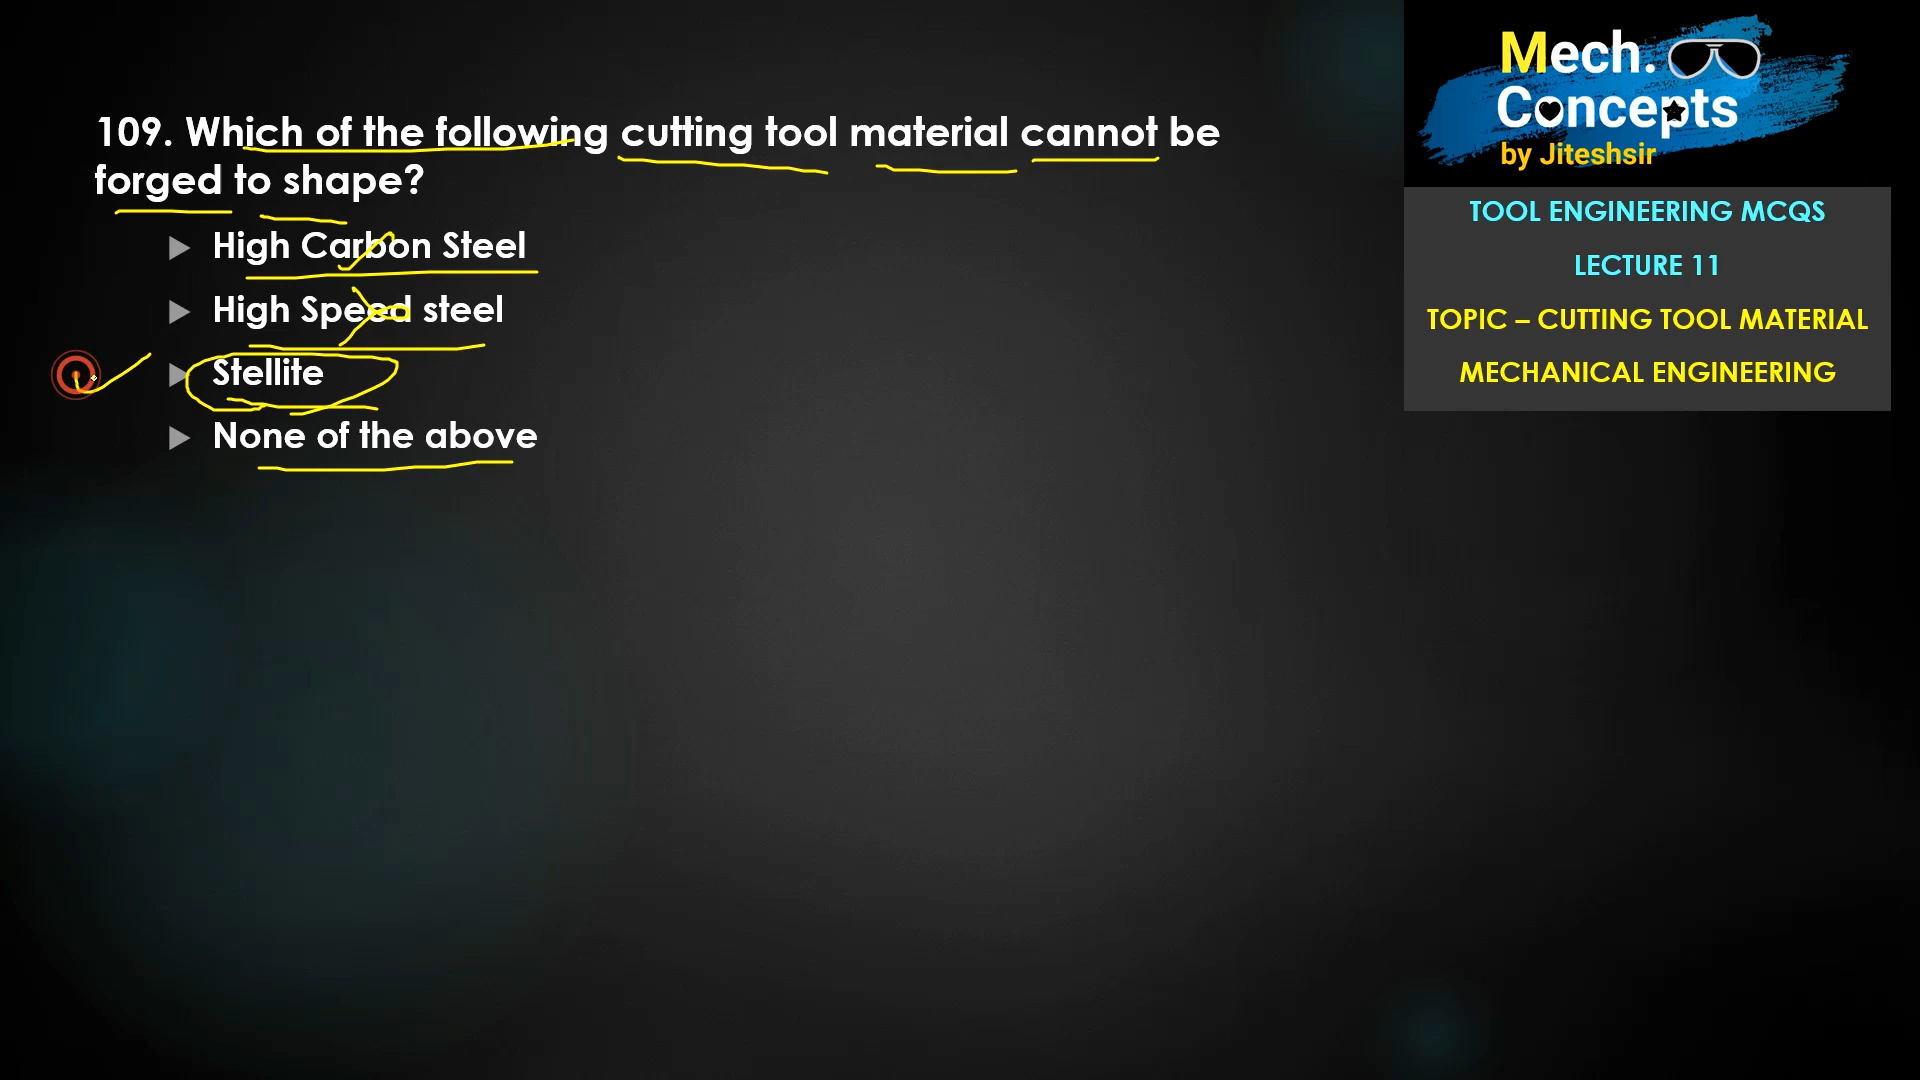 109. Which of the following cutting tool material cannot be
forged to shape?
High Carbon Steel
High Speed steel
Stellite
None of the above
Mech.
Concepts
by Jiteshsir
TOOL ENGINEERING MCQS
LECTURE 11
TOPIC – CUTTING TOOL MATERIAL
MECHANICAL ENGINEERING